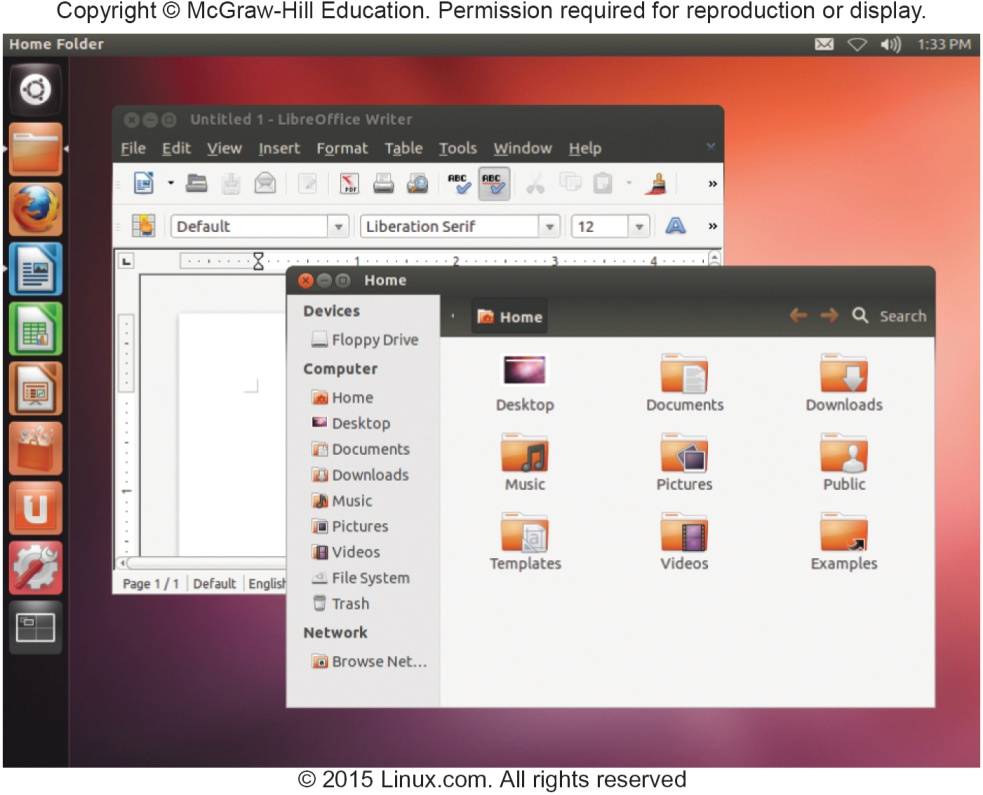 Copyright © McGraw-Hill Education. Permission required for reproduction or display.
Home Folder 1:33 PM
Untitled 1 - LibreOffice Writer
File Edit View Insert Format Table Tools Window Help
PDF ABC ABC
Default Liberation Serif 12 A
L 1 2 3 4
Home
Devices
Floppy Drive
Computer
Home
Desktop
Documents
Downloads
Music
Pictures
Videos
File System
Trash
Network
Browse Net...
Home Search
Desktop Documents Downloads
Music Pictures Public
Templates Videos Examples
1
U
Page 1 / 1 Default English
© 2015 Linux.com. All rights reserved